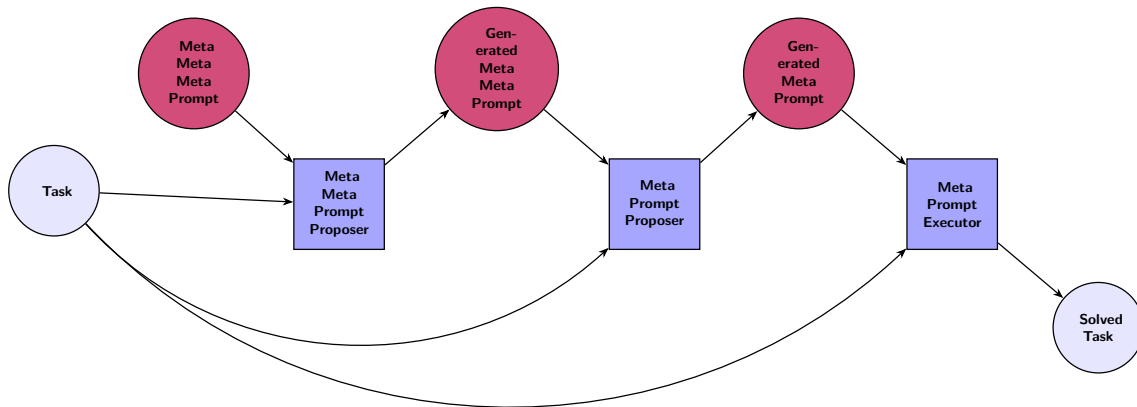 Meta
Meta
Meta
Prompt
Gen-
erated
Meta
Meta
Prompt
Gen-
erated
Meta
Prompt
Task
Meta
Meta
Prompt
Proposer
Meta
Prompt
Proposer
Meta
Prompt
Executor
Solved
Task